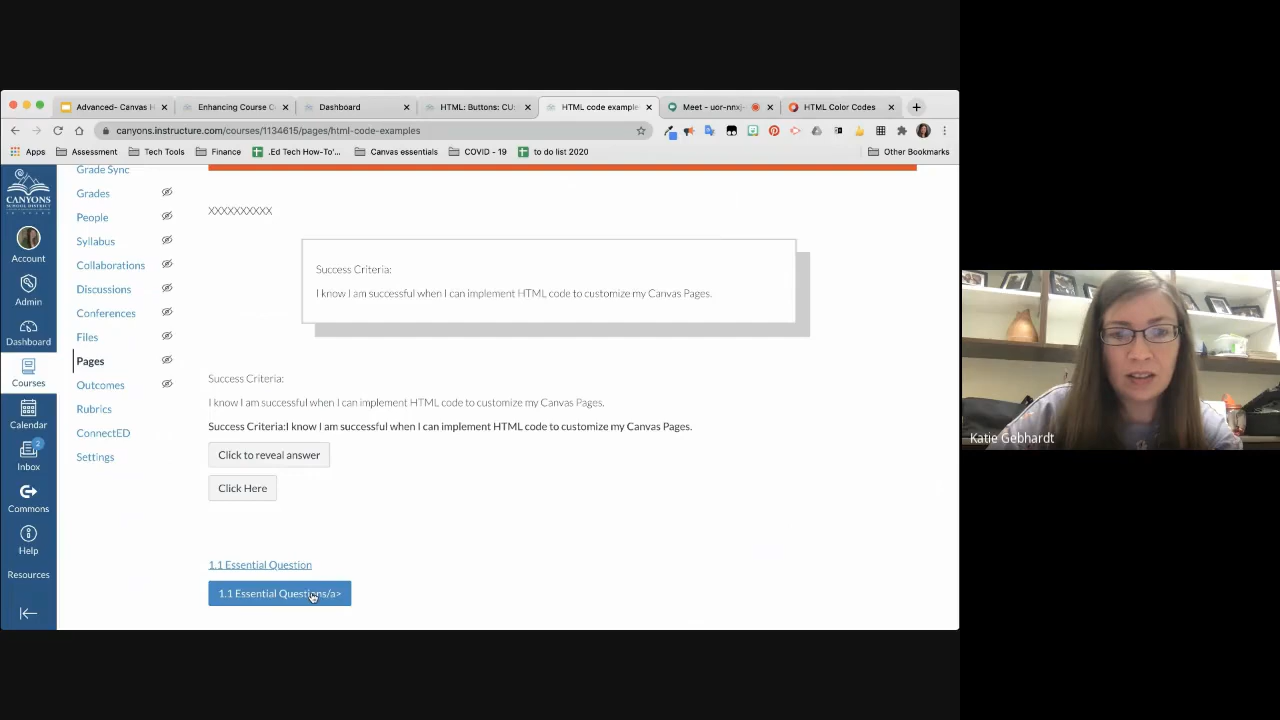 Advanced- Canvas H
Enhancing Course C
Dashboard
HTML: Buttons: CU:
HTML code example
Meet - uor-nnxj-
HTML Color Codes
canyons.instructure.com/courses/1134615/pages/html-code-examples
Apps
Assessment
Tech Tools
Finance
.Ed Tech How-To'...
Canvas essentials
COVID - 19
to do list 2020
Other Bookmarks
CANYONS
SCHOOL DISTRICT
Account
Admin
Dashboard
Courses
Calendar
2
Inbox
Commons
Help
Resources
Grade Sync
Grades
People
Syllabus
Collaborations
Discussions
Conferences
Files
Pages
Outcomes
Rubrics
ConnectED
Settings
XXXXXXXXXX
Success Criteria:
I know I am successful when I can implement HTML code to customize my Canvas Pages.
Success Criteria:
I know I am successful when I can implement HTML code to customize my Canvas Pages.
Success Criteria:I know I am successful when I can implement HTML code to customize my Canvas Pages.
Click to reveal answer
Click Here
1.1 Essential Question
1.1 Essential Questions/a>
Katie Gebhardt